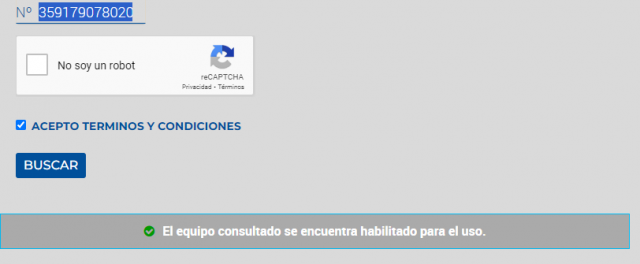 Nº 359179078020
No soy un robot
reCAPTCHA
Privacidad - Términos
ACEPTO TERMINOS Y CONDICIONES
BUSCAR
El equipo consultado se encuentra habilitado para el uso.